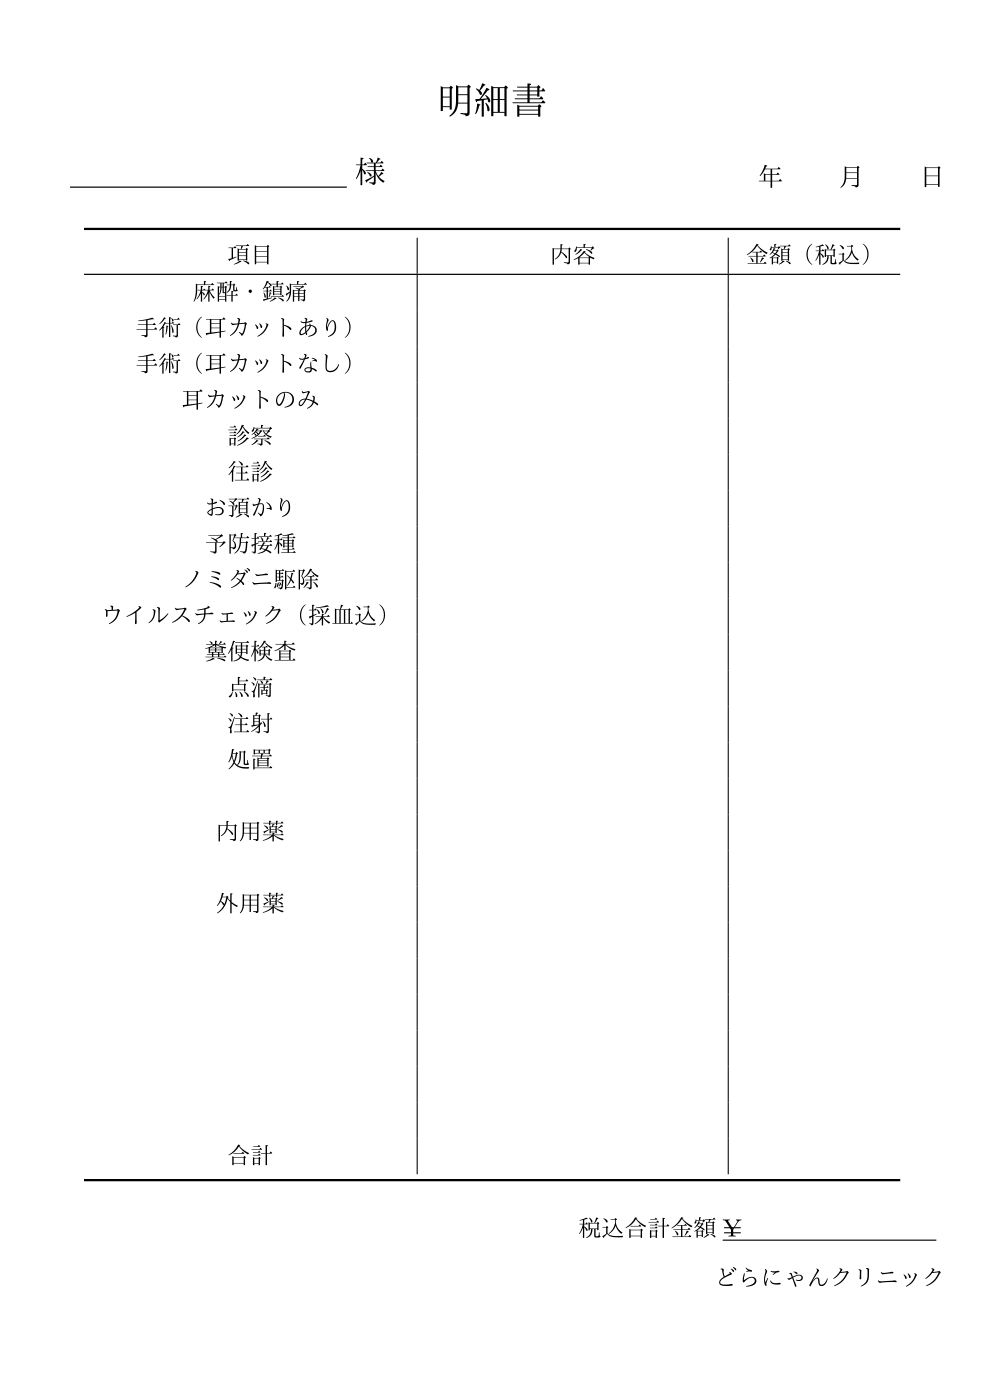 明細書
様 年 月 日
項目 内容 金額（税込）
麻酔・鎮痛
手術（耳カットあり）
手術（耳カットなし）
耳カットのみ
診察
往診
お預かり
予防接種
ノミダニ駆除
ウイルスチェック（採血込）
糞便検査
点滴
注射
処置
内用薬
外用薬
合計
税込合計金額 ¥
どらにゃんクリニック